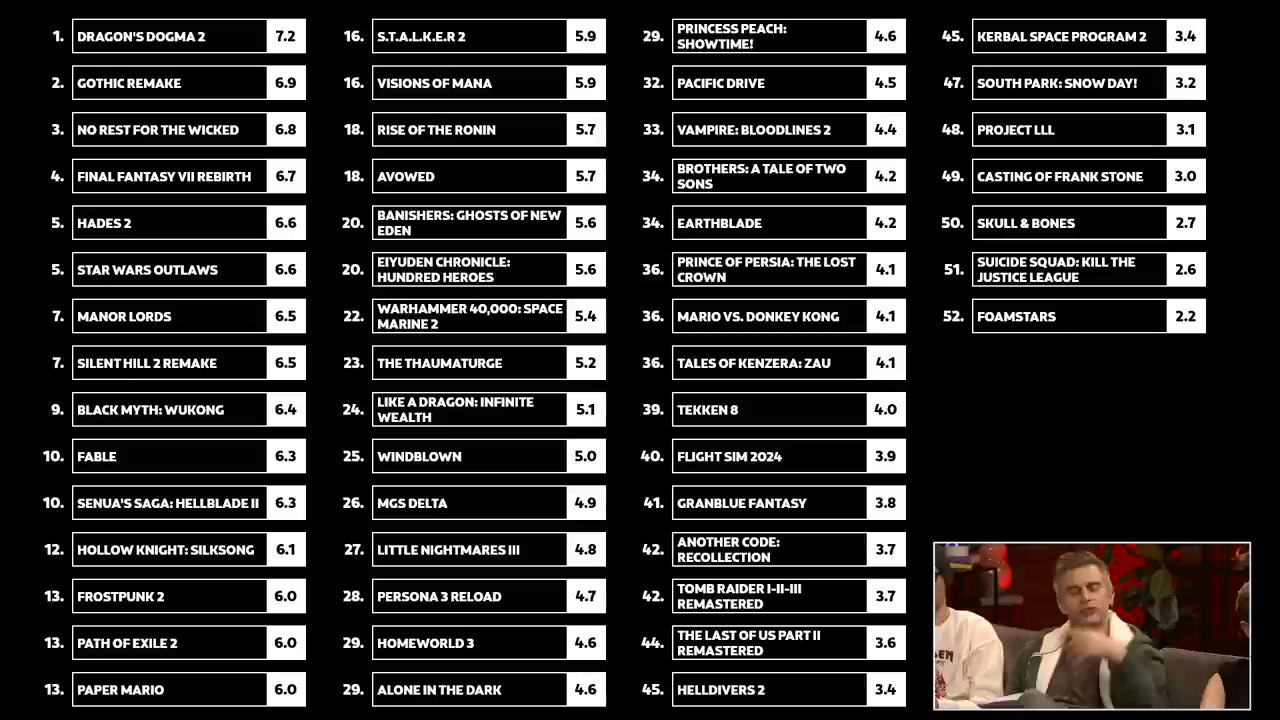 1. DRAGON'S DOGMA 2 7.2
2. GOTHIC REMAKE 6.9
3. NO REST FOR THE WICKED 6.8
4. FINAL FANTASY VII REBIRTH 6.7
5. HADES 2 6.6
5. STAR WARS OUTLAWS 6.6
7. MANOR LORDS 6.5
7. SILENT HILL 2 REMAKE 6.5
9. BLACK MYTH: WUKONG 6.4
10. FABLE 6.3
10. SENUA'S SAGA: HELLBLADE II 6.3
12. HOLLOW KNIGHT: SILKSONG 6.1
13. FROSTPUNK 2 6.0
13. PATH OF EXILE 2 6.0
13. PAPER MARIO 6.0
16. S.T.A.L.K.E.R 2 5.9
16. VISIONS OF MANA 5.9
18. RISE OF THE RONIN 5.7
18. AVOWED 5.7
20. BANISHERS: GHOSTS OF NEW
EDEN 5.6
20. EIYUDEN CHRONICLE:
HUNDRED HEROES 5.6
22. WARHAMMER 40,000: SPACE
MARINE 2 5.4
23. THE THAUMATURGE 5.2
24. LIKE A DRAGON: INFINITE
WEALTH 5.1
25. WINDBLOWN 5.0
26. MGS DELTA 4.9
27. LITTLE NIGHTMARES III 4.8
28. PERSONA 3 RELOAD 4.7
29. HOMEWORLD 3 4.6
29. ALONE IN THE DARK 4.6
29. PRINCESS PEACH:
SHOWTIME! 4.6
32. PACIFIC DRIVE 4.5
33. VAMPIRE: BLOODLINES 2 4.4
34. BROTHERS: A TALE OF TWO
SONS 4.2
34. EARTHBLADE 4.2
36. PRINCE OF PERSIA: THE LOST
CROWN 4.1
36. MARIO VS. DONKEY KONG 4.1
36. TALES OF KENZERA: ZAU 4.1
39. TEKKEN 8 4.0
40. FLIGHT SIM 2024 3.9
41. GRANBLUE FANTASY 3.8
42. ANOTHER CODE:
RECOLLECTION 3.7
42. TOMB RAIDER I-II-III
REMASTERED 3.7
44. THE LAST OF US PART II
REMASTERED 3.6
45. HELLDIVERS 2 3.4
45. KERBAL SPACE PROGRAM 2 3.4
47. SOUTH PARK: SNOW DAY! 3.2
48. PROJECT LLL 3.1
49. CASTING OF FRANK STONE 3.0
50. SKULL & BONES 2.7
51. SUICIDE SQUAD: KILL THE
JUSTICE LEAGUE 2.6
52. FOAMSTARS 2.2